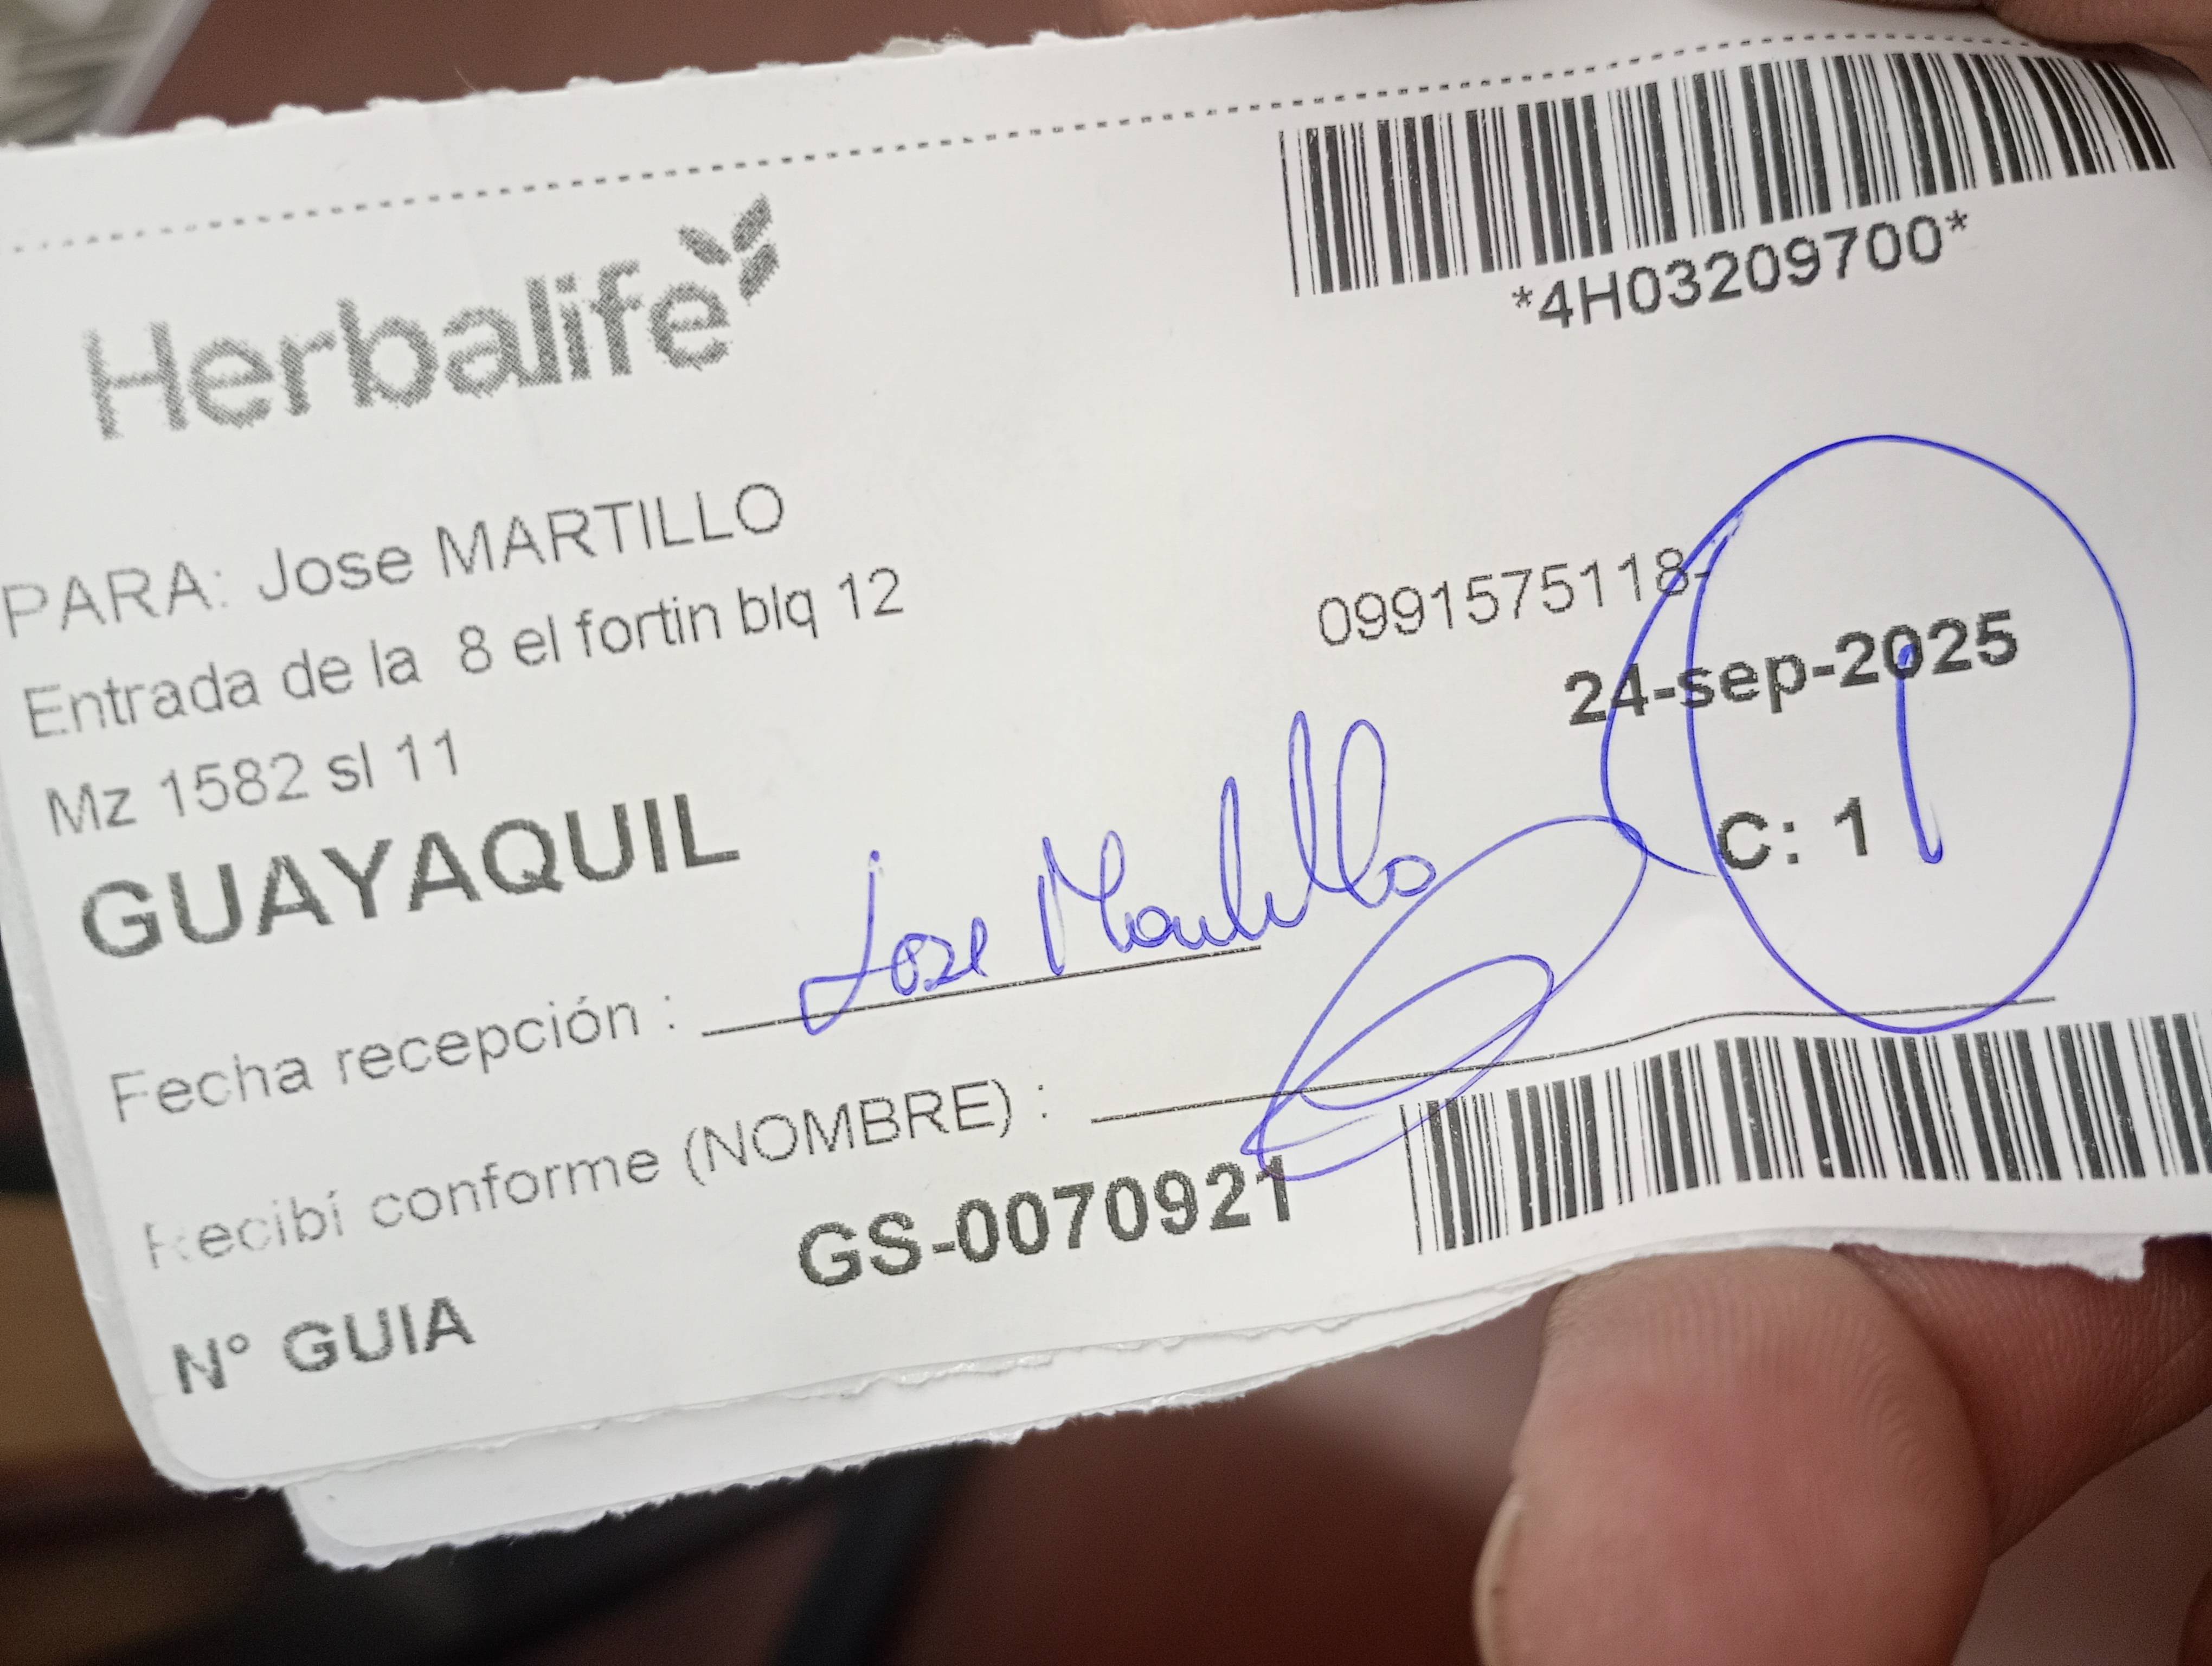 Herbalife
*4H03209700*
PARA: Jose MARTILLO
0991575118-
Entrada de la 8 el fortin blq 12
24-sep-2025
Mz 1582 sl 11
C: 1
1
GUAYAQUIL
Fecha recepción : Jose Martillo
Recibí conforme (NOMBRE) :
GS-0070921
N° GUIA